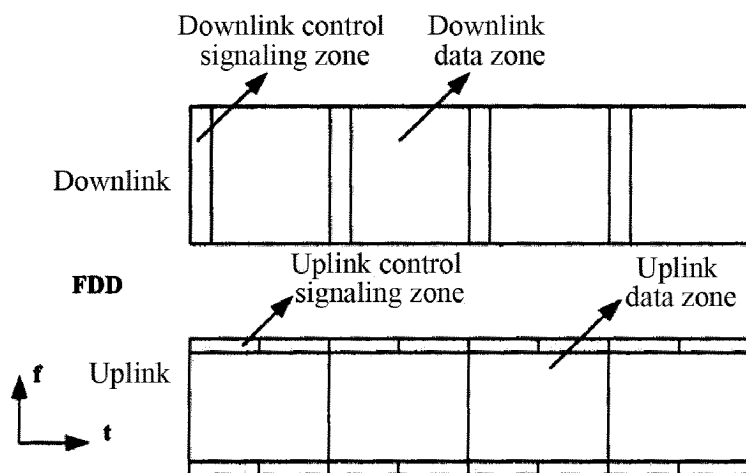 Downlink control
signaling zone
Downlink
data zone
Downlink
FDD
Uplink control
signaling zone
Uplink
data zone
Uplink
f
t